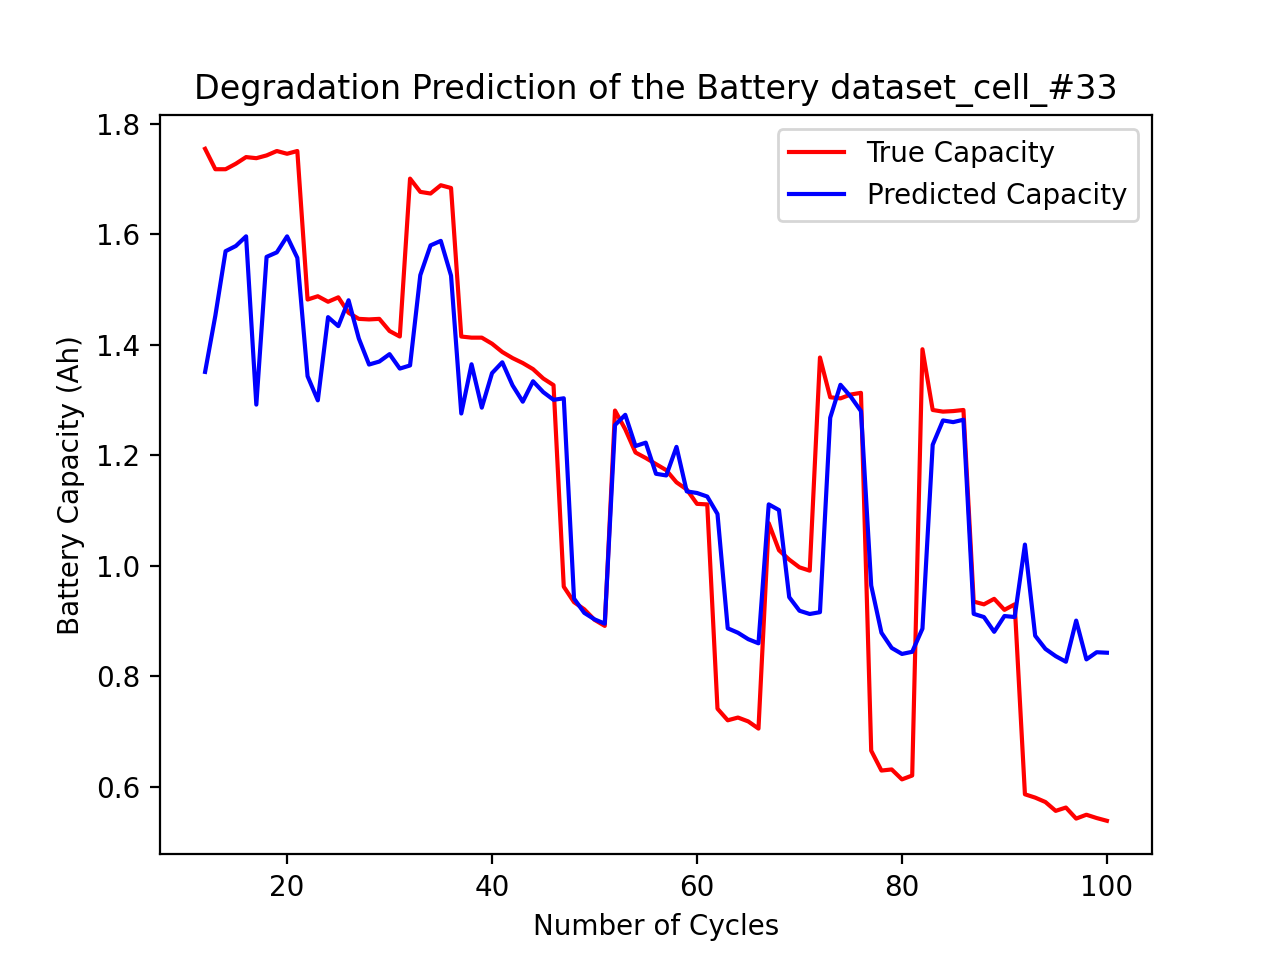 Degradation Prediction of the Battery dataset_cell_#33
True Capacity
Predicted Capacity
Battery Capacity (Ah)
1.8
1.6
1.4
1.2
1.0
0.8
0.6
20 40 60 80 100
Number of Cycles